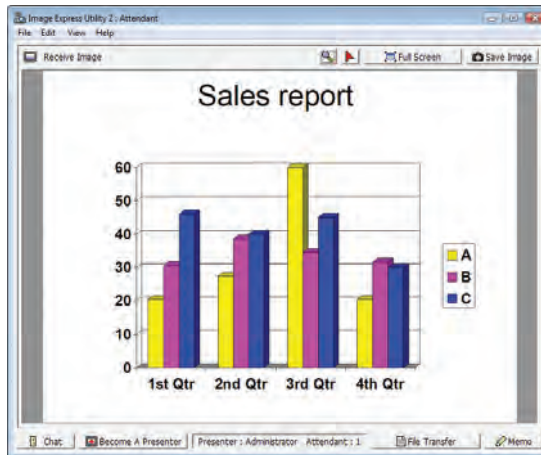 Image Express Utility 2 : Attendant
File Edit View Help
Receive Image
Full Screen
Save Image
Sales report
60
50
40
30
20
10
0
1st Qtr 2nd Qtr 3rd Qtr 4th Qtr
A
B
C
Chat
Become A Presenter
Presenter : Administrator Attendant : 1
File Transfer
Memo